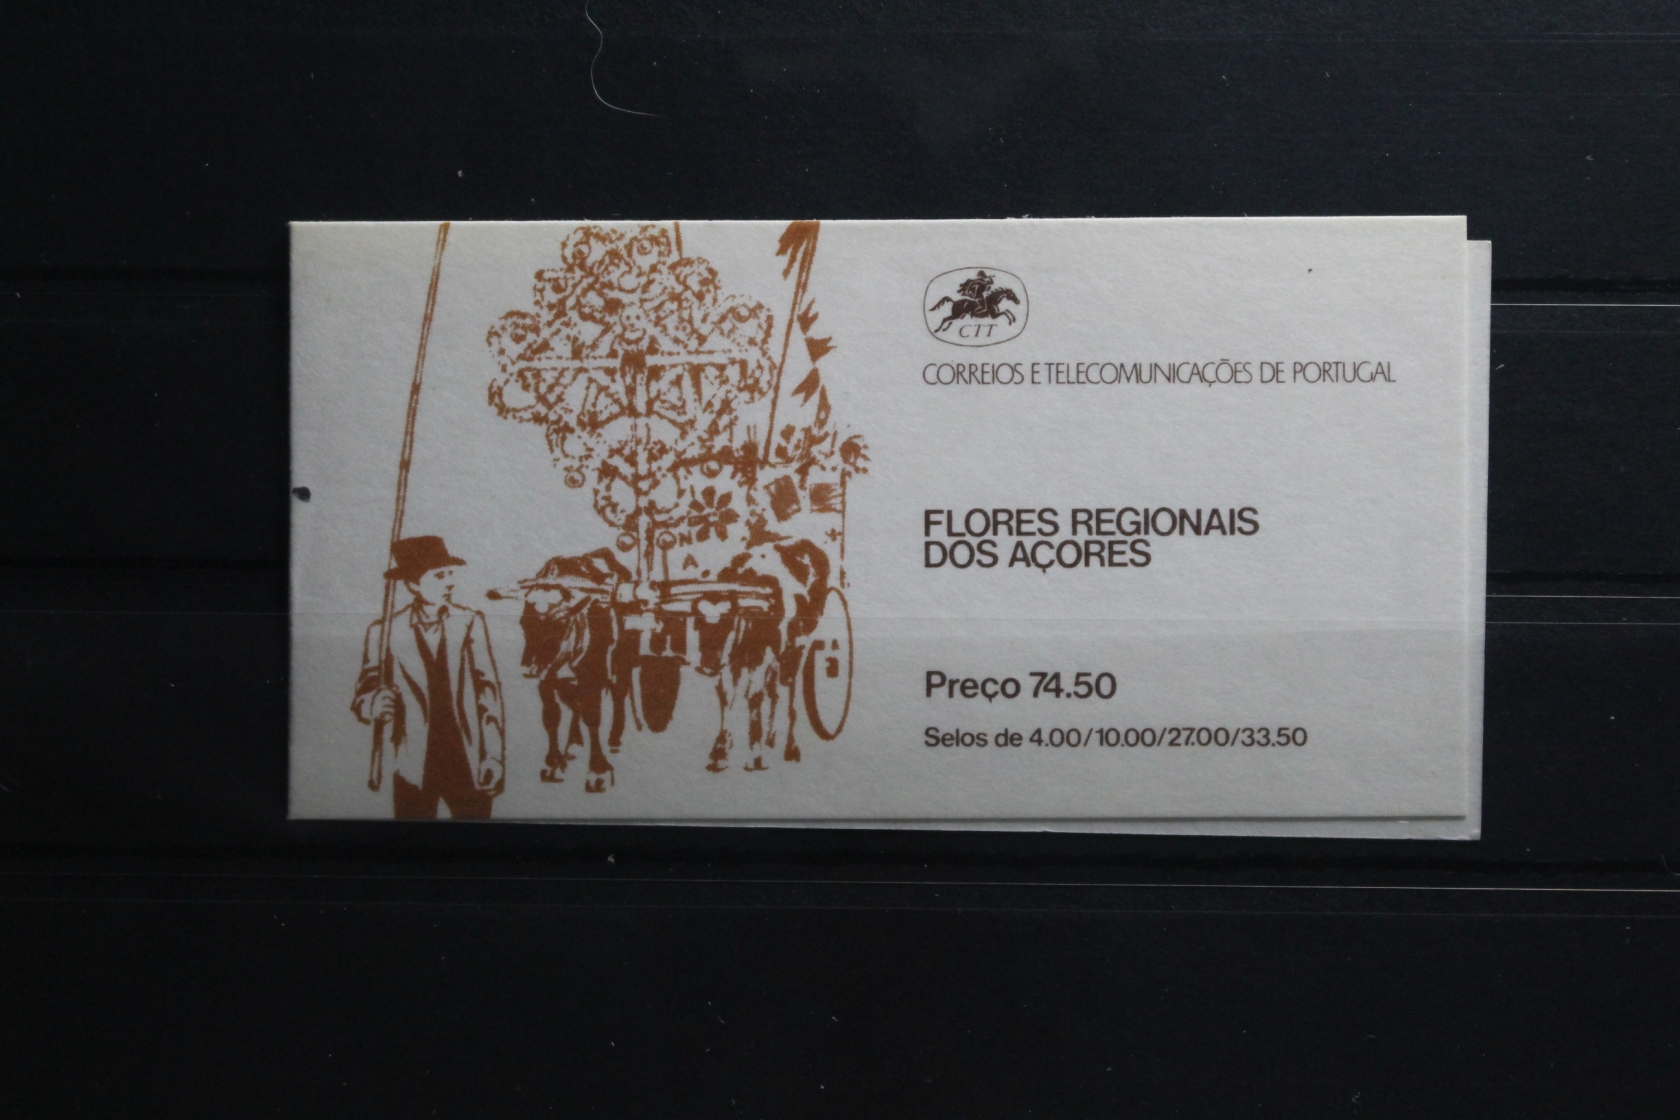 CTT
CORREIOS E TELECOMUNICAÇÕES DE PORTUGAL
FLORES REGIONAIS
DOS AÇORES
Preço 74.50
Selos de 4.00/10.00/27.00/33.50